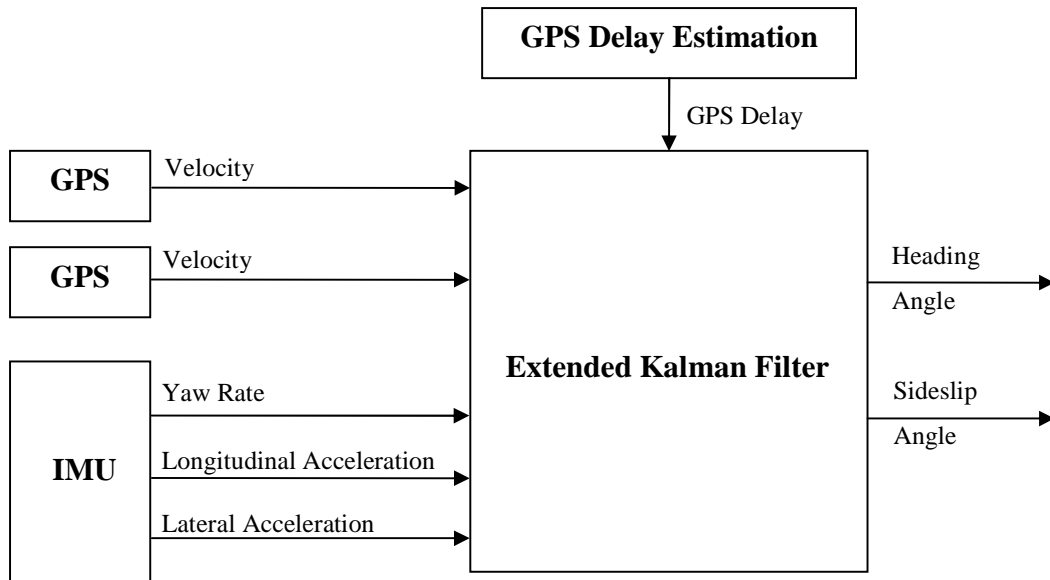 GPS Delay Estimation
GPS Delay
GPS
Velocity
GPS
Velocity
IMU
Yaw Rate
Longitudinal Acceleration
Lateral Acceleration
Extended Kalman Filter
Heading
Angle
Sideslip
Angle